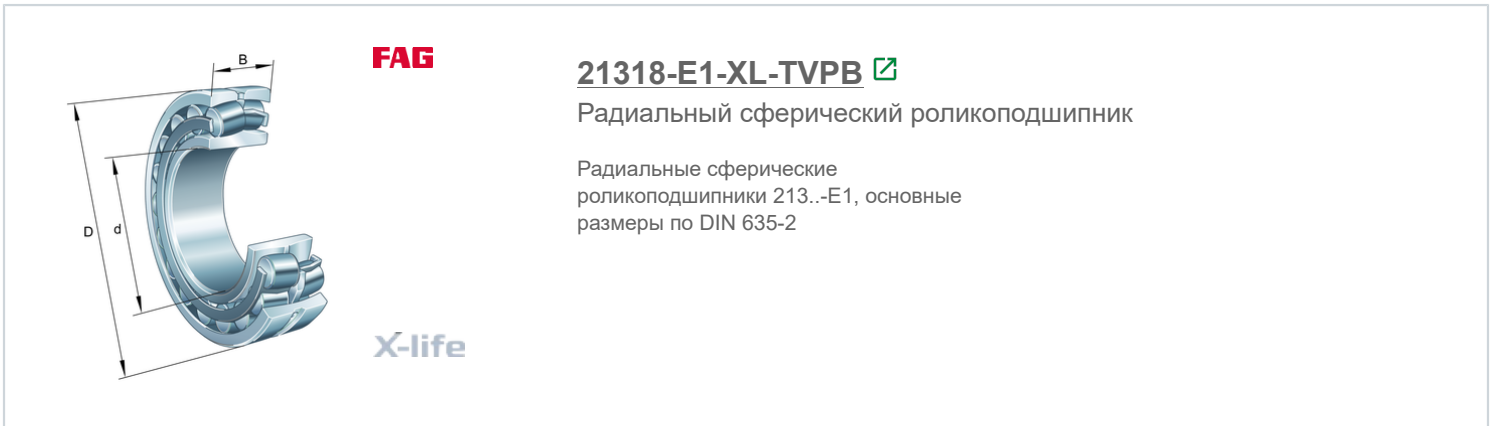 B
D
d
FAG
X-life
21318-E1-XL-TVPB
Радиальный сферический роликоподшипник
Радиальные сферические
роликоподшипники 213..-E1, основные
размеры по DIN 635-2